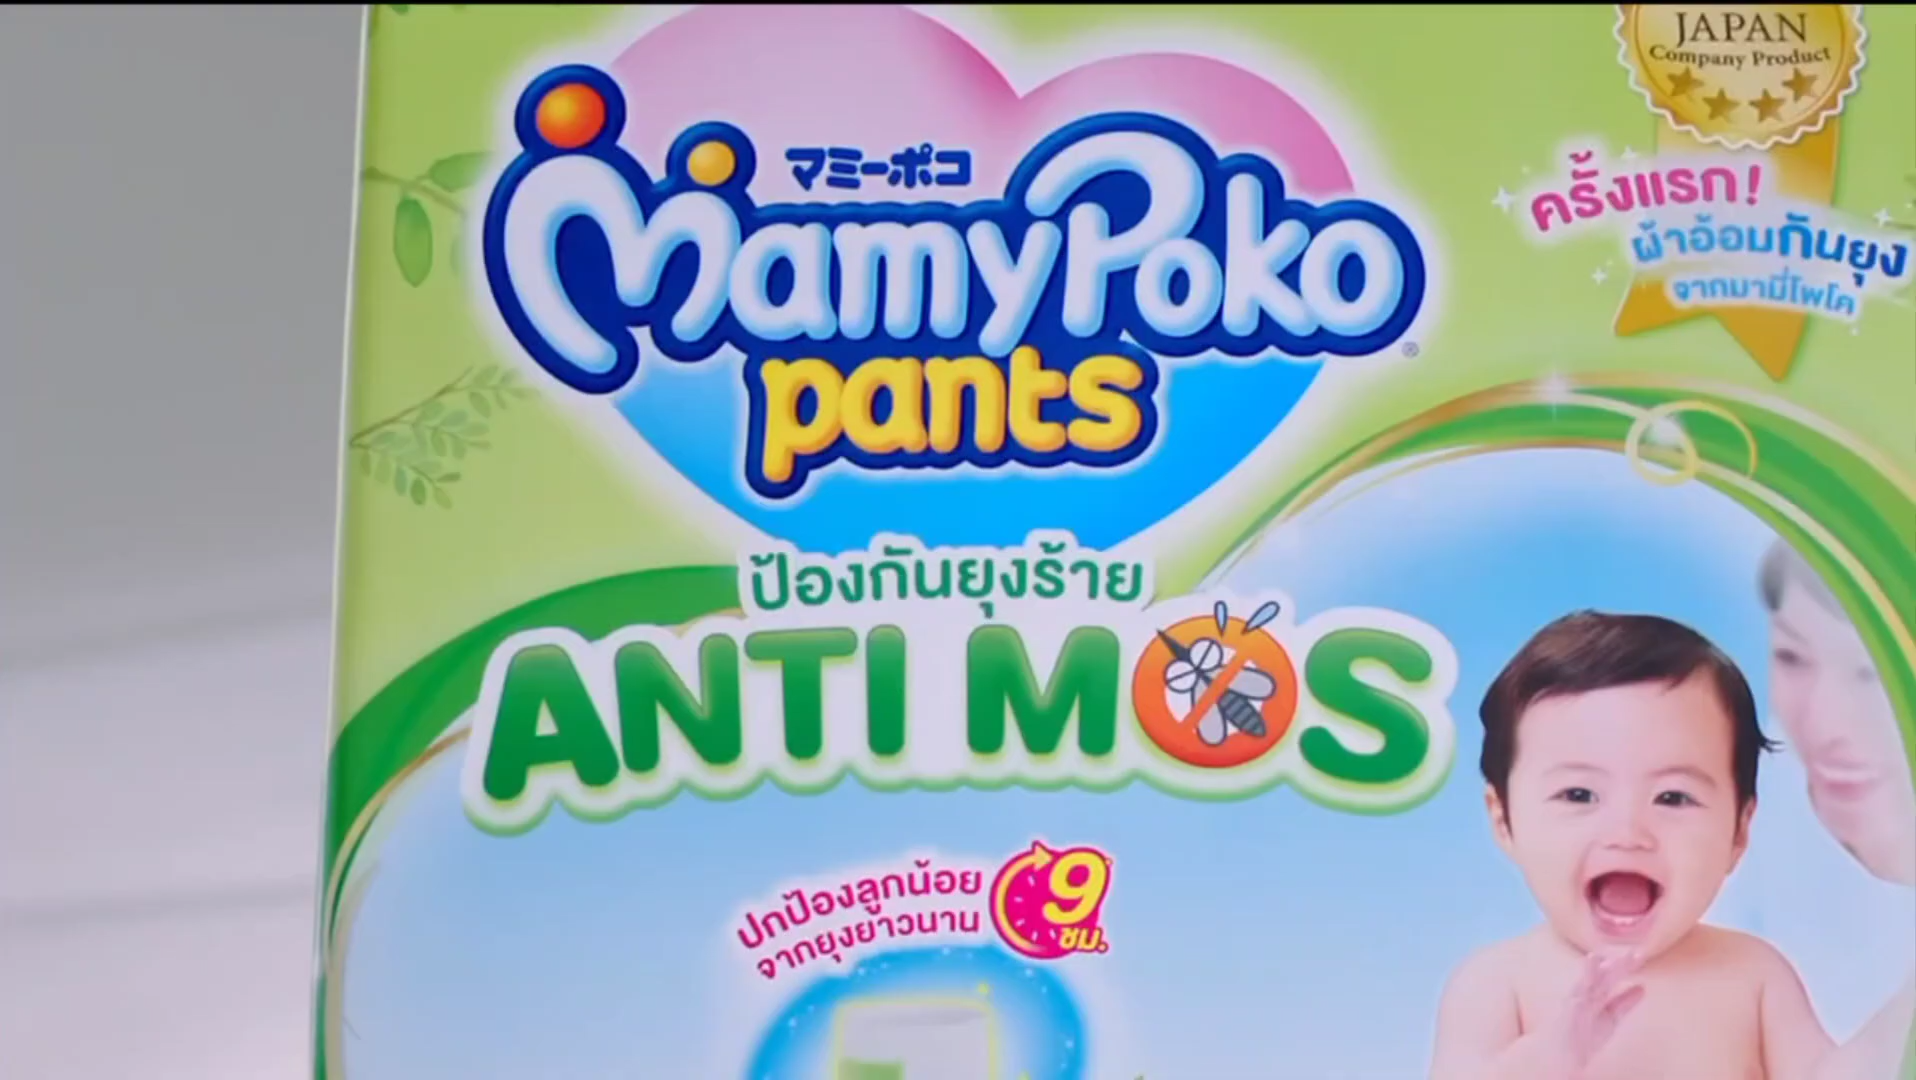 JAPAN
Company Product
マミーポコ
MamyPoko
pants
®
ครั้งแรก!
ผ้าอ้อมกันยุง
จากมามี่โพโค
ป้องกันยุงร้าย
ANTI MOS
ปกป้องลูกน้อย
จากยุงยาวนาน
9
ชม.